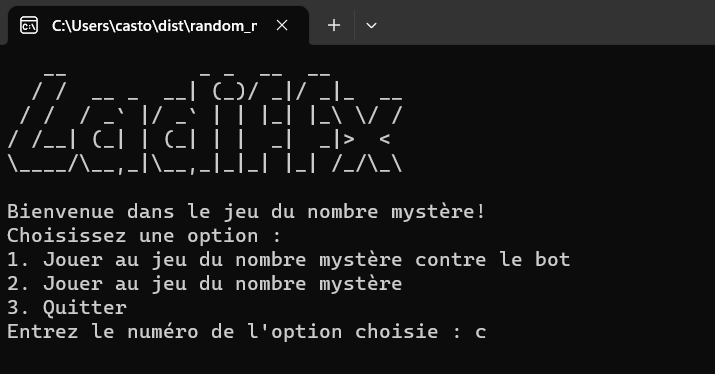 C:\Users\casto\dist\random_r
Ladiffx
Bienvenue dans le jeu du nombre mystère!
Choisissez une option :
1. Jouer au jeu du nombre mystère contre le bot
2. Jouer au jeu du nombre mystère
3. Quitter
Entrez le numéro de l'option choisie : c